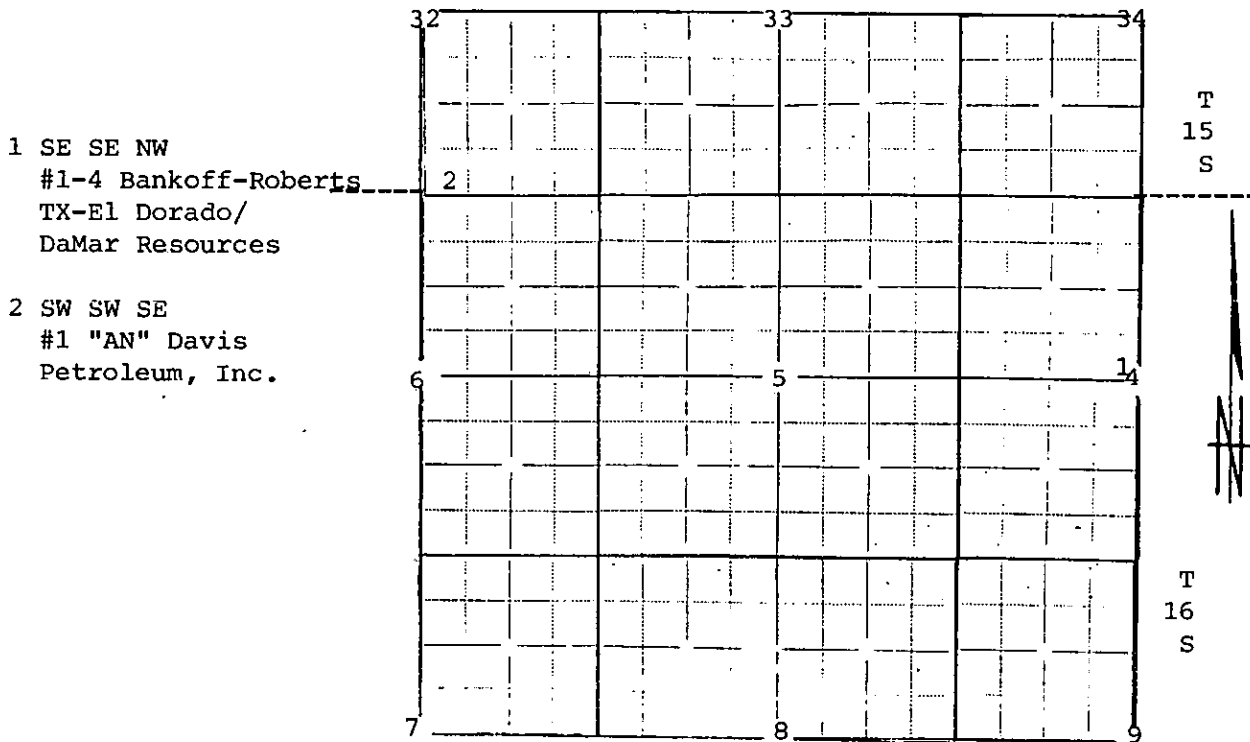 32 33 34
T
15
S
1 SE SE NW
#1-4 Bankoff-Roberts
TX-El Dorado/
DaMar Resources
2
2 SW SW SE
#1 "AN" Davis
Petroleum, Inc.
1
6 5 4
N
T
16
S
7 8 9